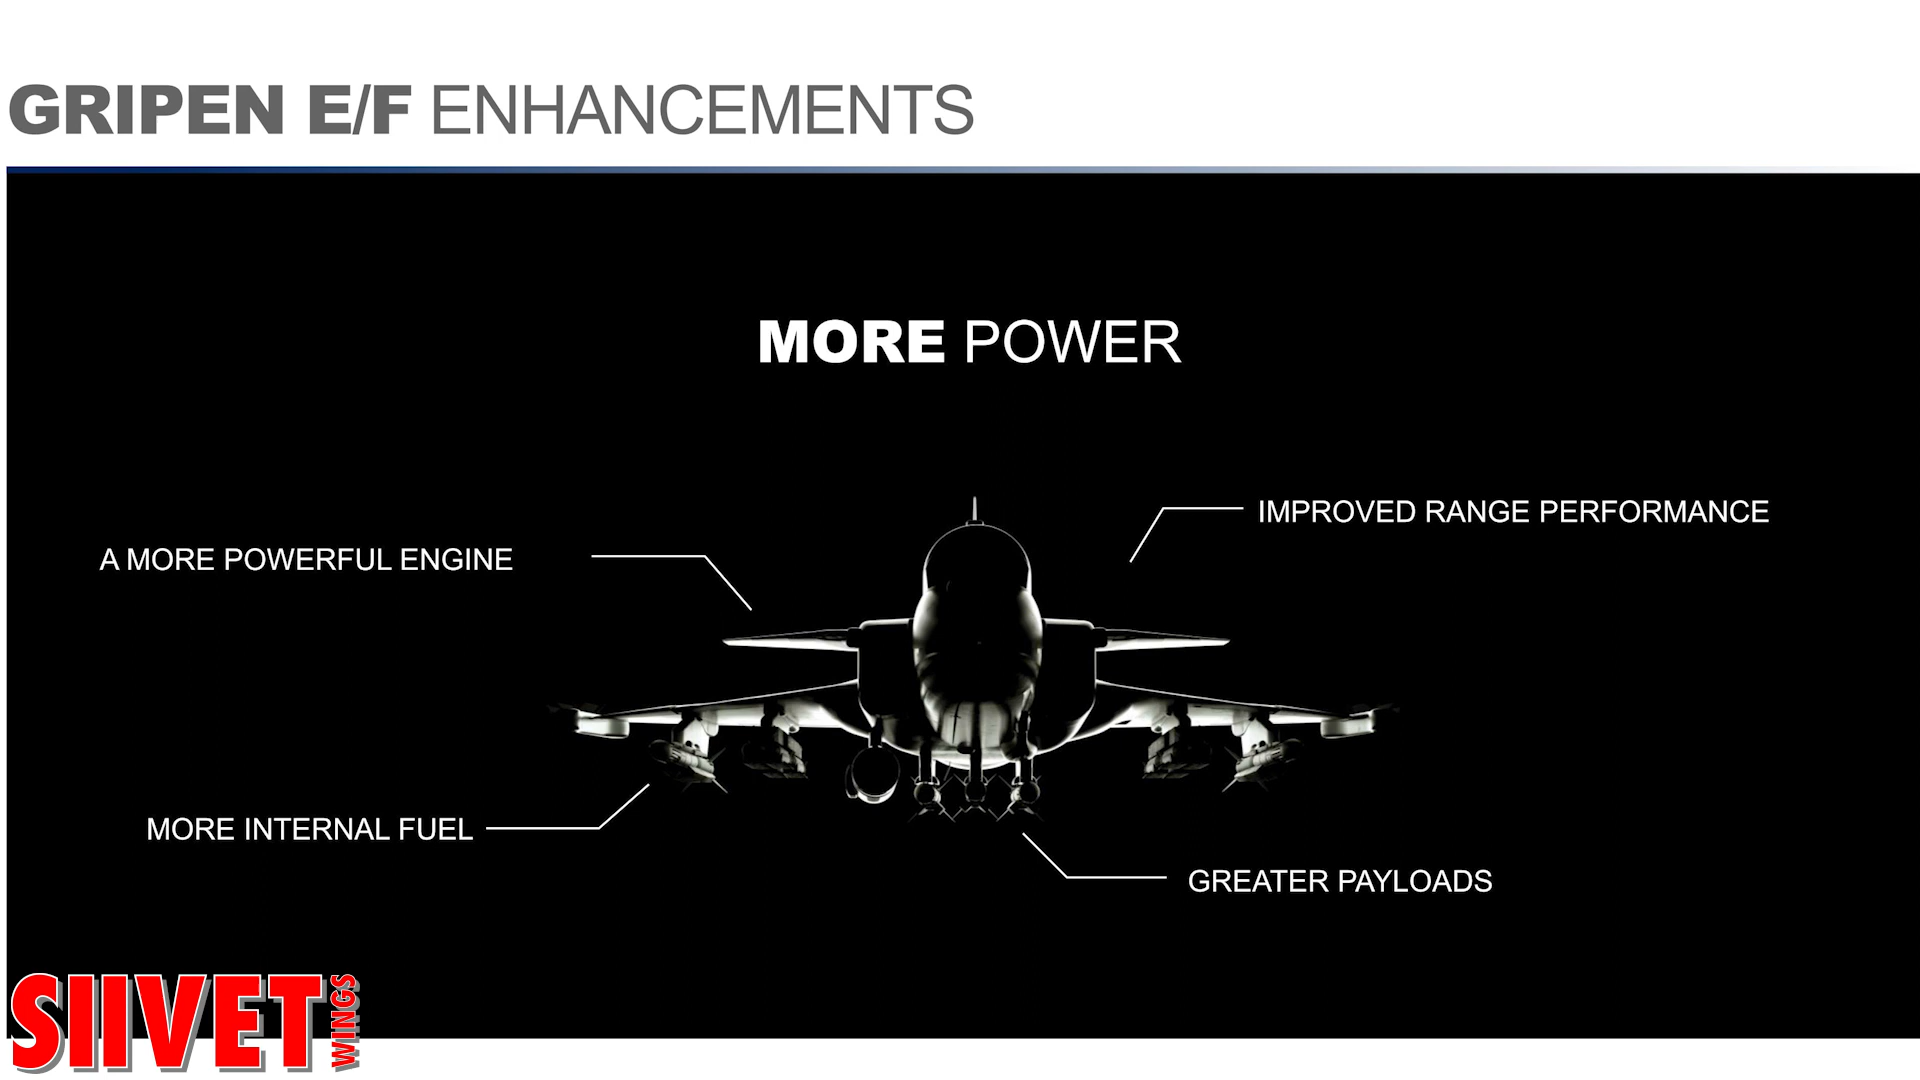 GRIPEN E/F ENHANCEMENTS
MORE POWER
IMPROVED RANGE PERFORMANCE
A MORE POWERFUL ENGINE
MORE INTERNAL FUEL
GREATER PAYLOADS
SIIVET
WINGS